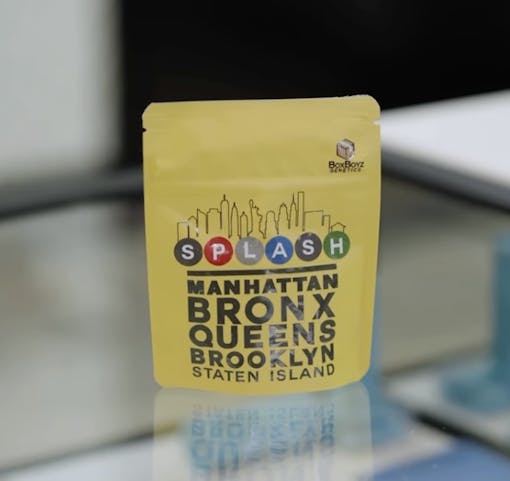 BoxBoyz
GENETICS
SPLASH
MANHATTAN
BRONX
QUEENS
BROOKLYN
STATEN ISLAND